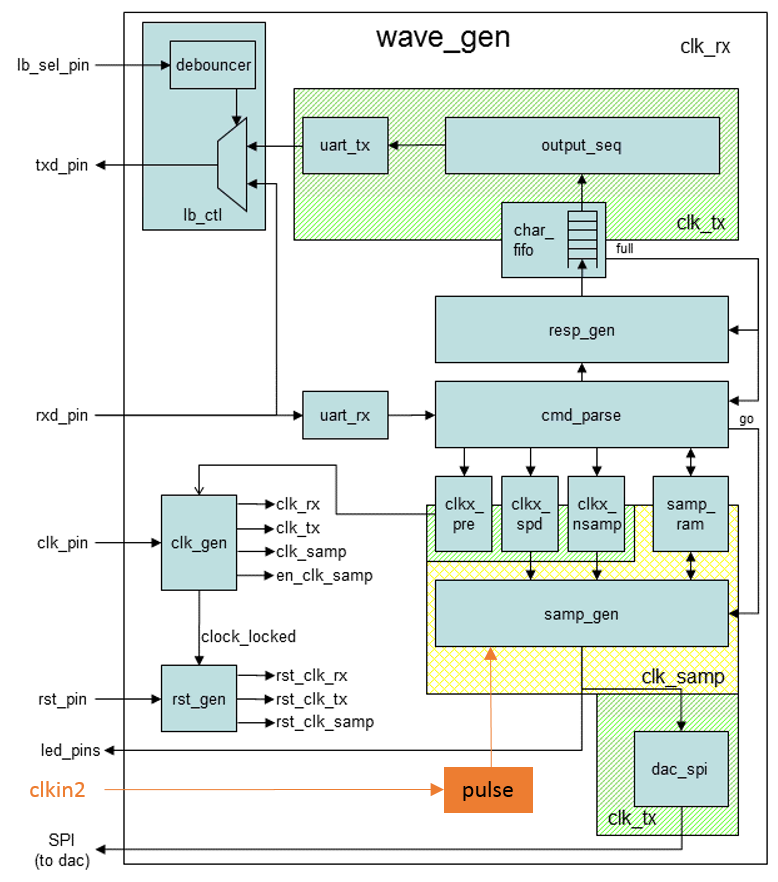 wave_gen
clk_rx
lb_sel_pin
debouncer
txd_pin
lb_ctl
uart_tx
output_seq
clk_tx
char_
fifo
full
resp_gen
rxd_pin
uart_rx
cmd_parse
go
clkx_
pre
clkx_
spd
clkx_
nsamp
samp_
ram
clk_pin
clk_gen
clk_rx
clk_tx
clk_samp
en_clk_samp
samp_gen
clock_locked
clk_samp
rst_pin
rst_gen
rst_clk_rx
rst_clk_tx
rst_clk_samp
led_pins
dac_spi
clkin2
pulse
clk_tx
SPI
(to dac)